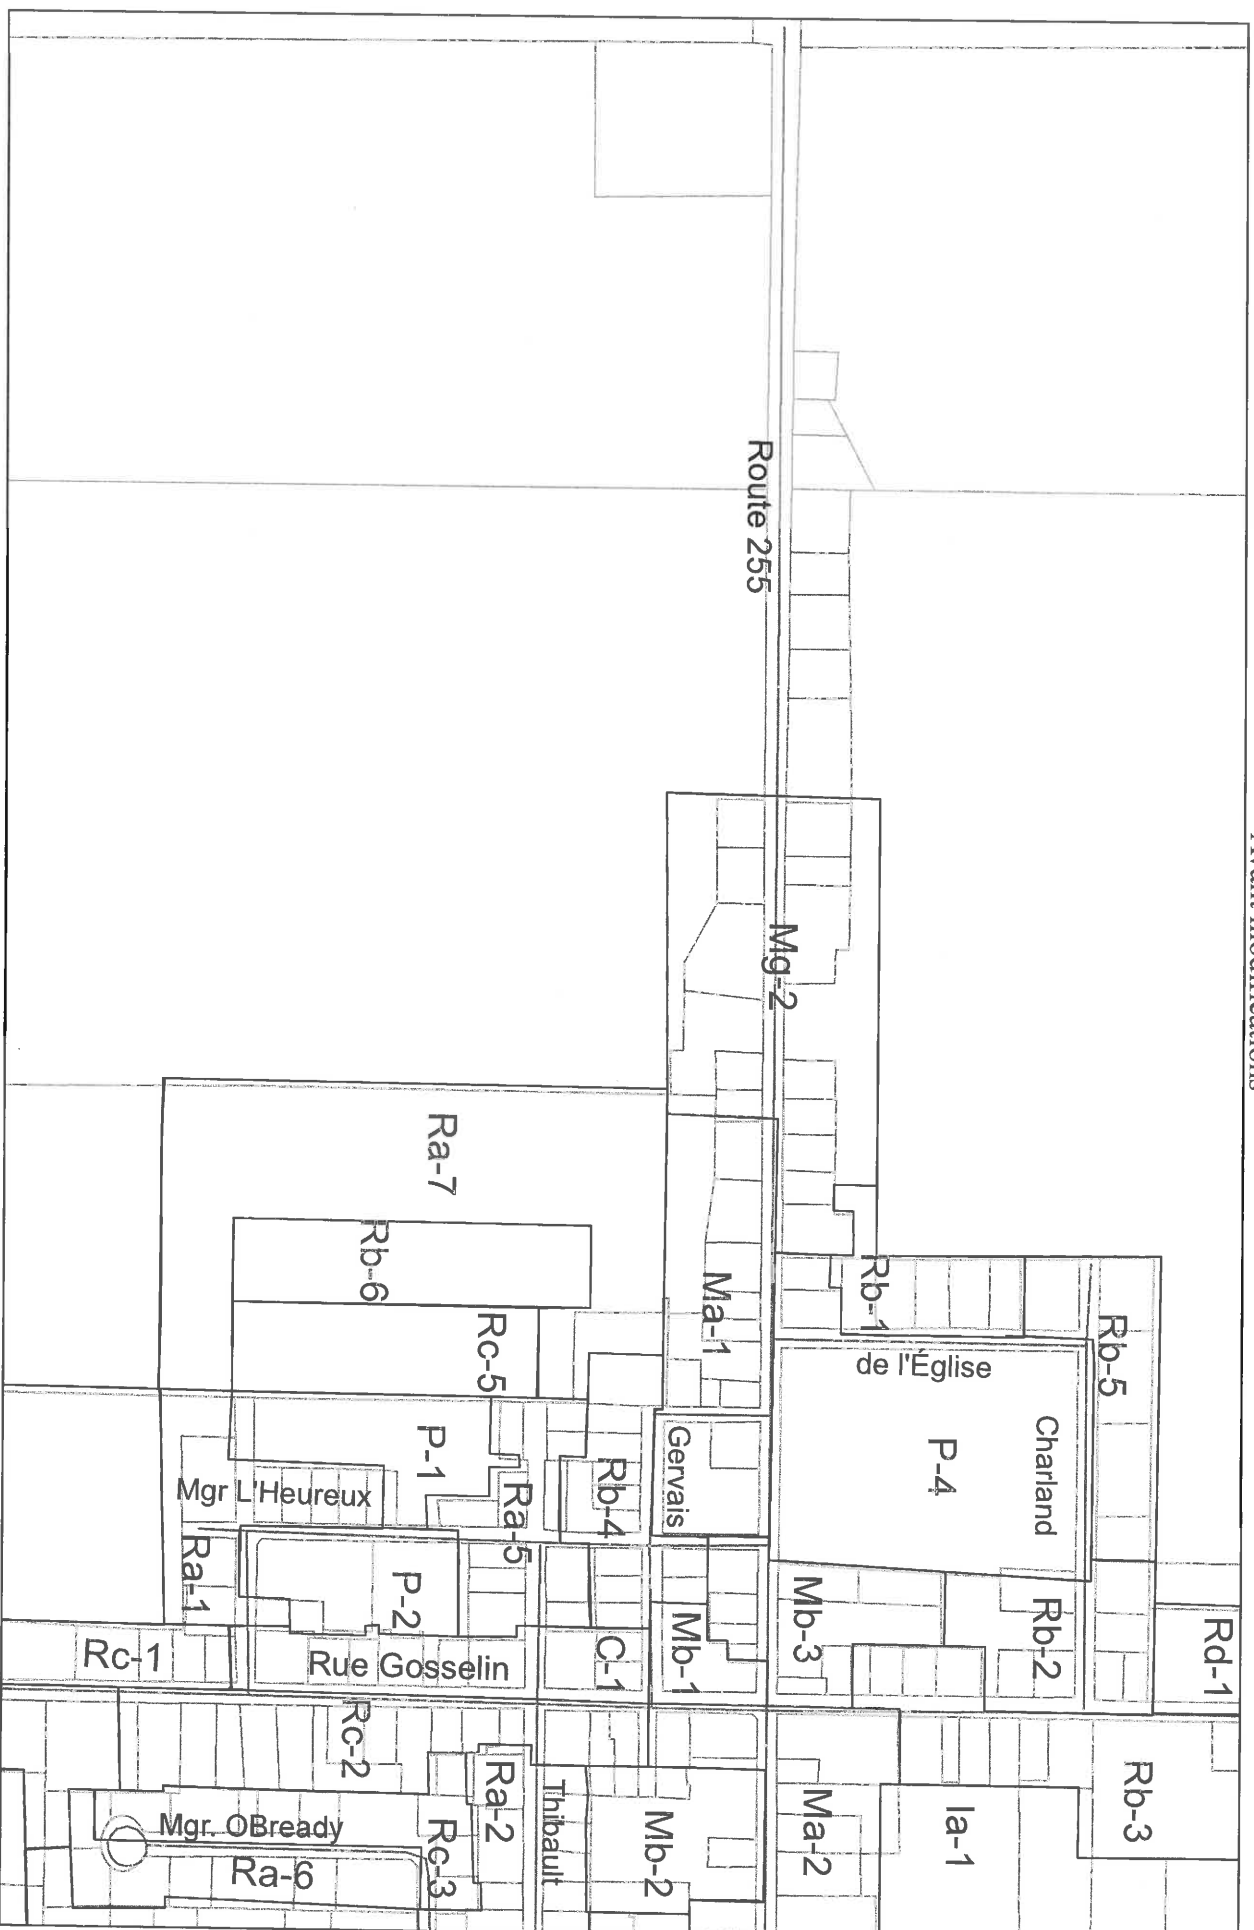 Route 255
Mg-2
Ra-7
Rb-6
Rc-5
Ma-1
Rb-1
Rb-5
de l'Église
Charland
P-4
P-1
Gervais
Mgr L'Heureux
Rb-4
Ra-5
Ra-1
P-2
Mb-3
Rb-2
Rd-1
Rc-1
Rue Gosselin
C-1
Mb-1
Rc-2
Ra-2
Thibault
Mb-2
Ma-2
Ia-1
Rb-3
Mgr. OBready
Rc-3
Ra-6